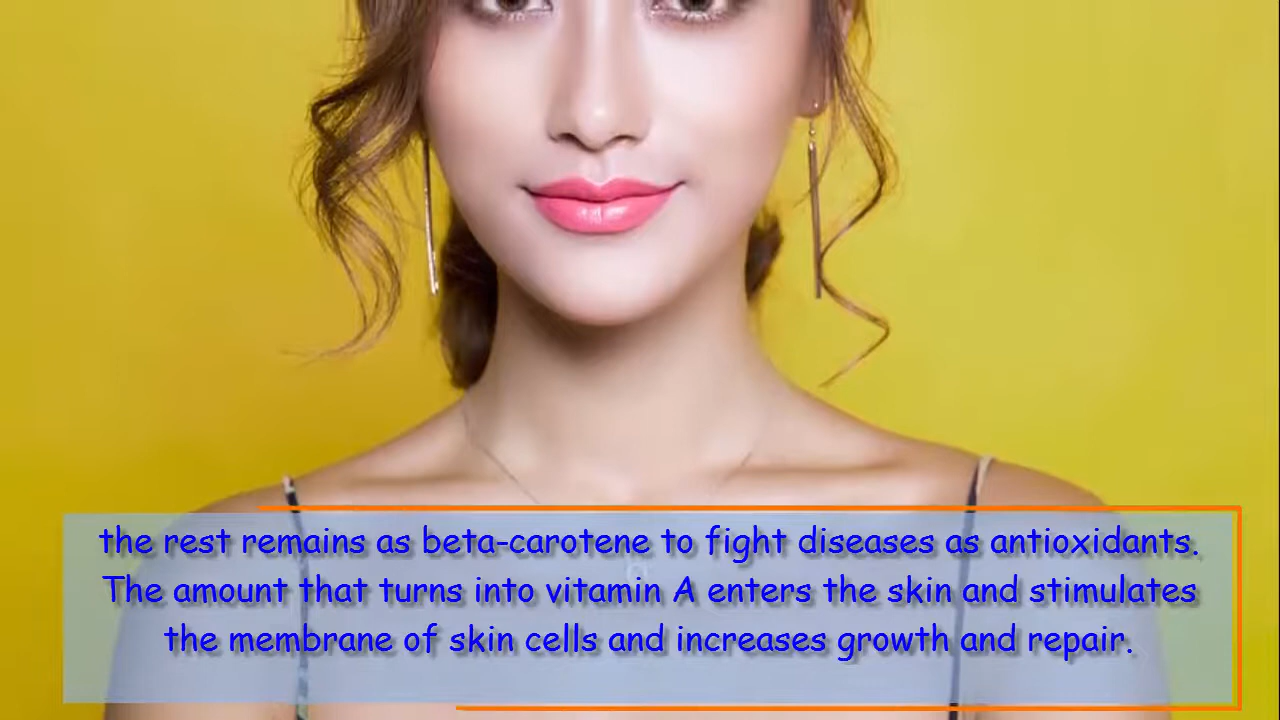 the rest remains as beta-carotene to fight diseases as antioxidants.
The amount that turns into vitamin A enters the skin and stimulates
the membrane of skin cells and increases growth and repair.